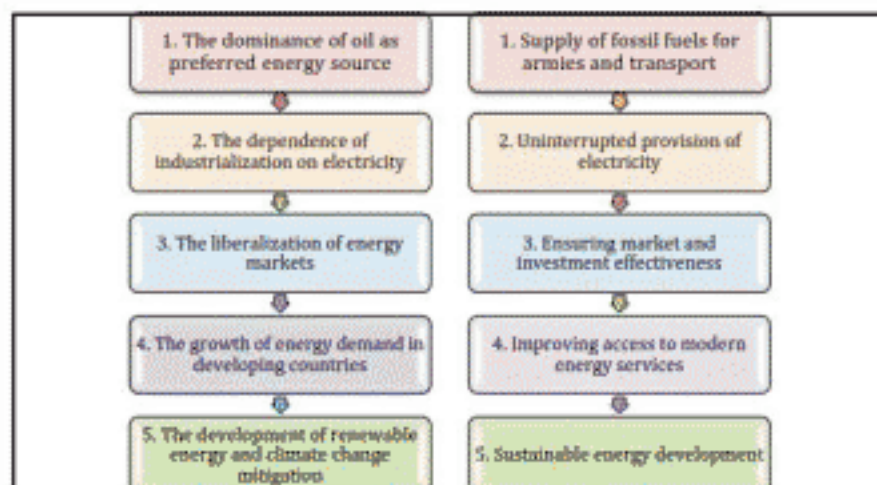 1. The dominance of oil as
preferred energy source
2. The dependence of
industrialization on electricity
3. The liberalization of energy
markets
4. The growth of energy demand in
developing countries
5. The development of renewable
energy and climate change
mitigation
1. Supply of fossil fuels for
armies and transport
2. Uninterrupted provision of
electricity
3. Ensuring market and
investment effectiveness
4. Improving access to modern
energy services
5. Sustainable energy development